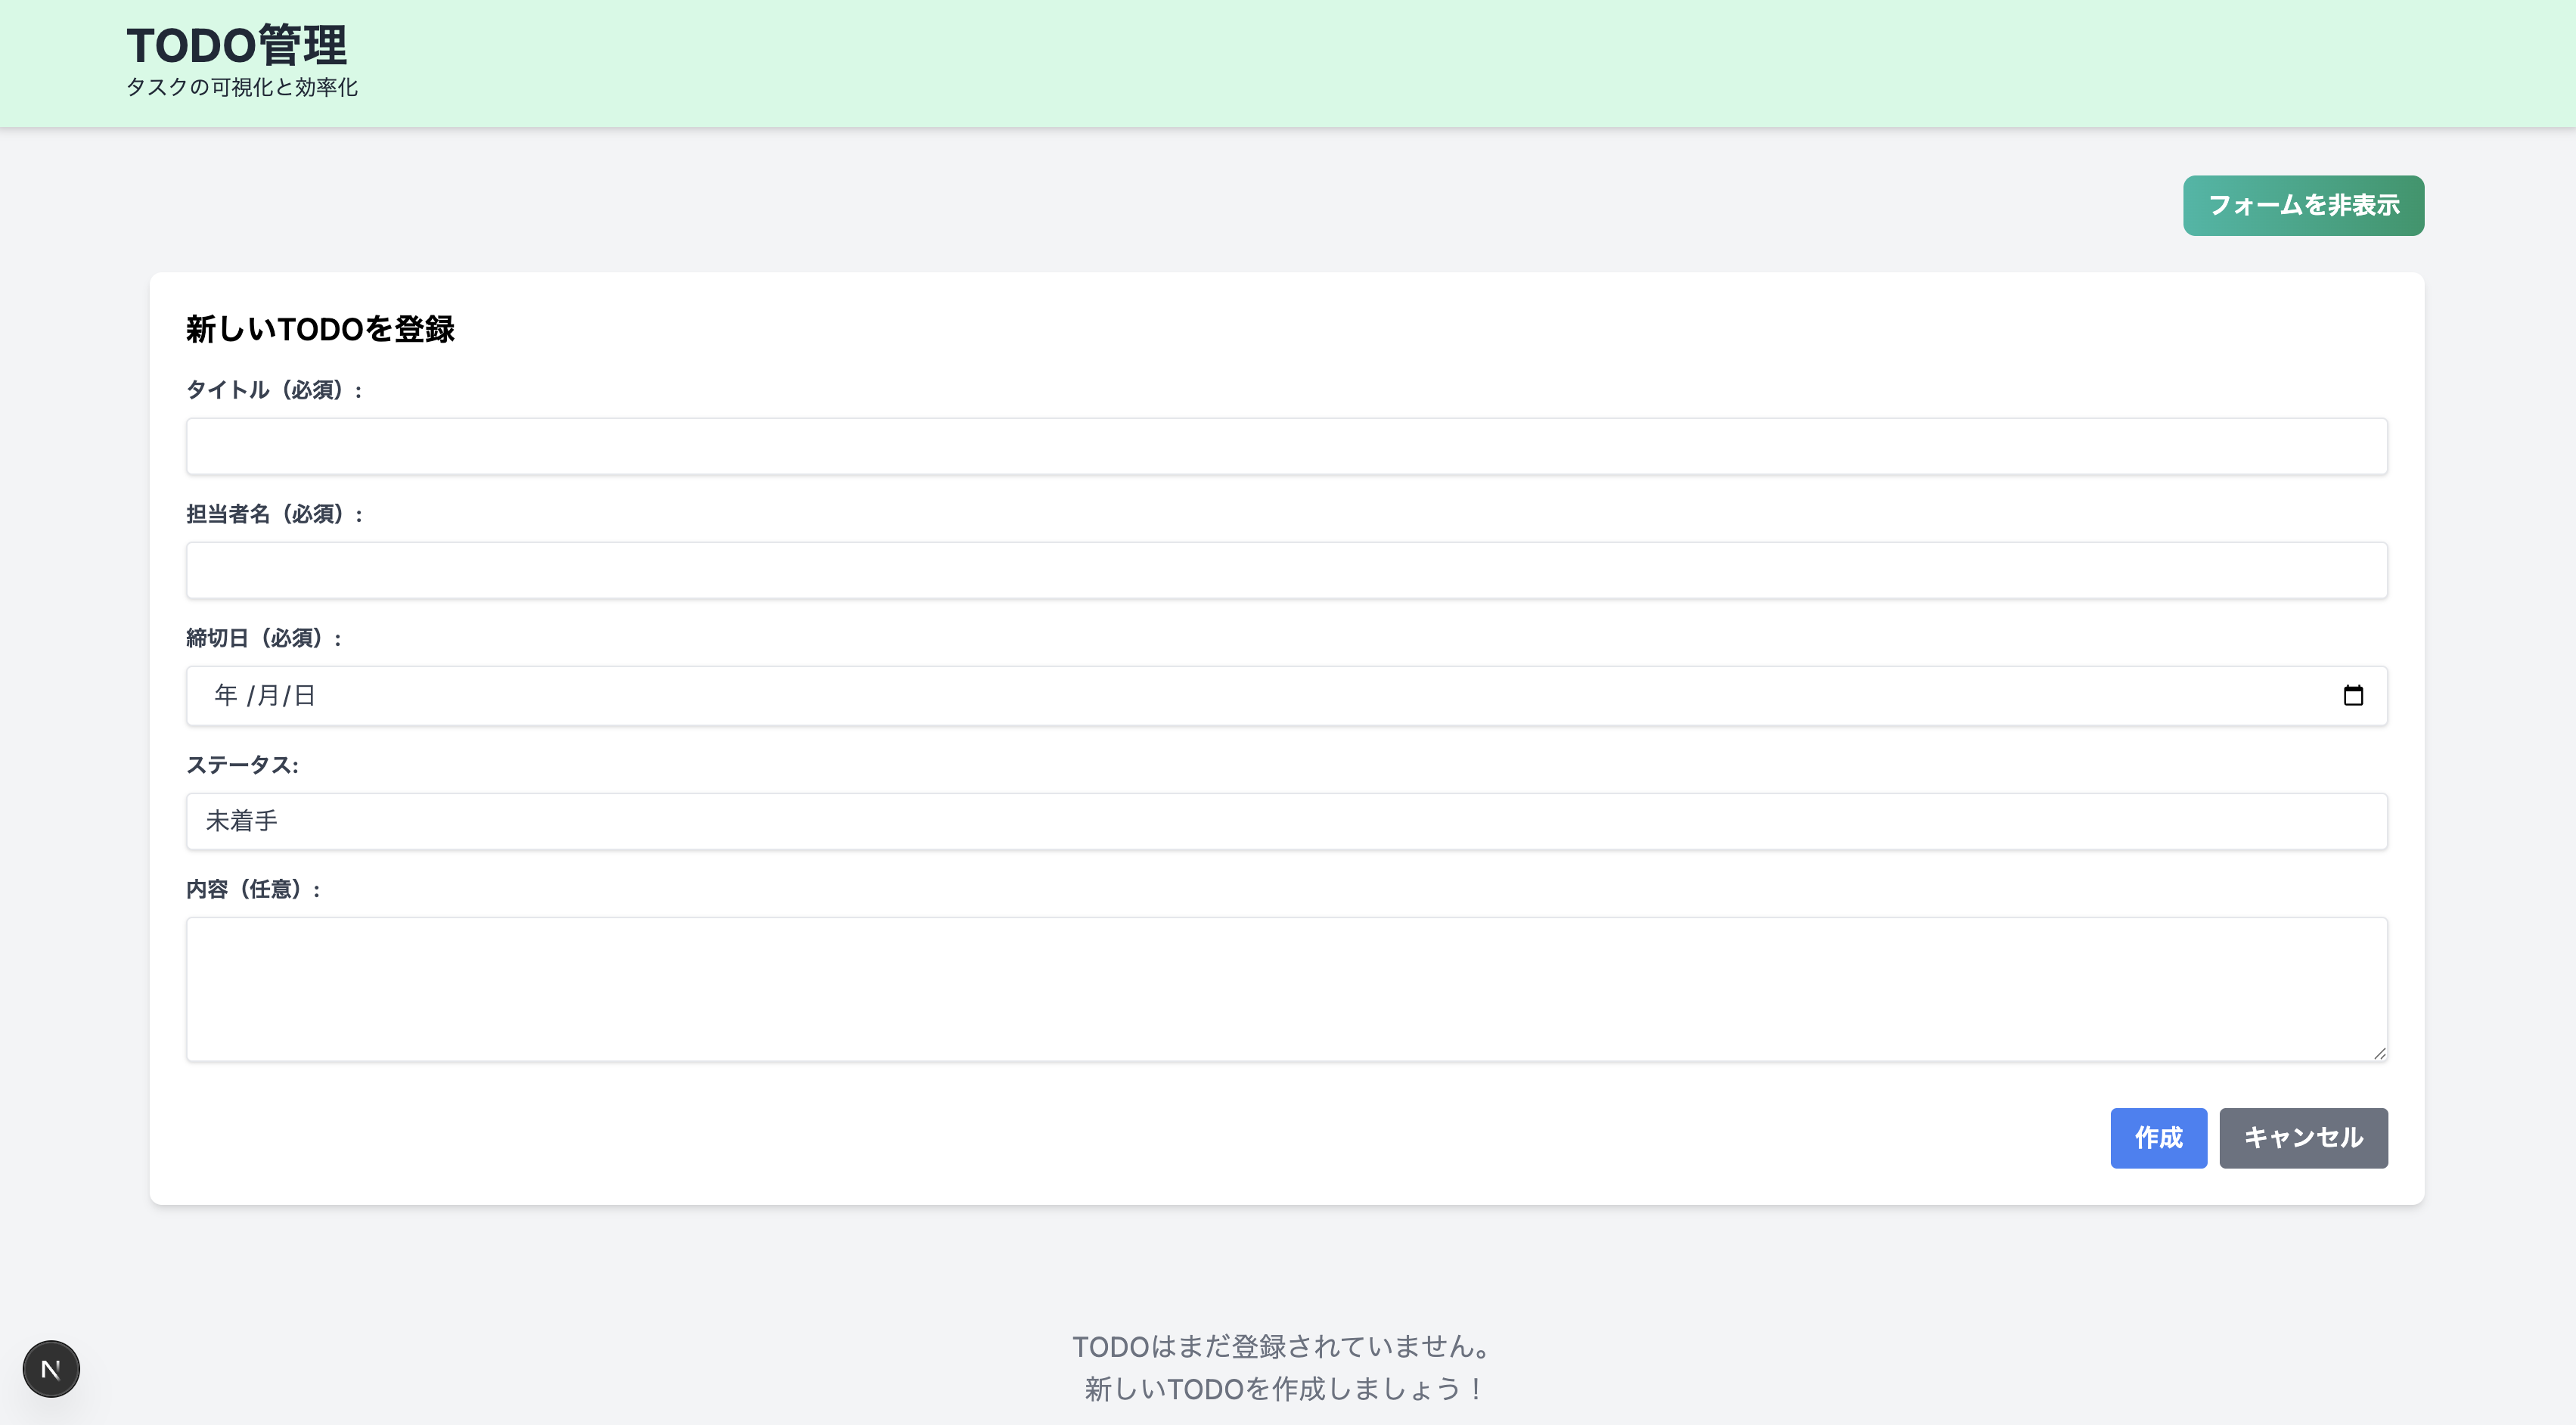 TODO管理
タスクの可視化と効率化
フォームを非表示
新しいTODOを登録
タイトル（必須）:
担当者名（必須）:
締切日（必須）:
年 /月/日
ステータス:
未着手
内容（任意）:
作成 キャンセル
TODOはまだ登録されていません。
新しいTODOを作成しましょう！
N